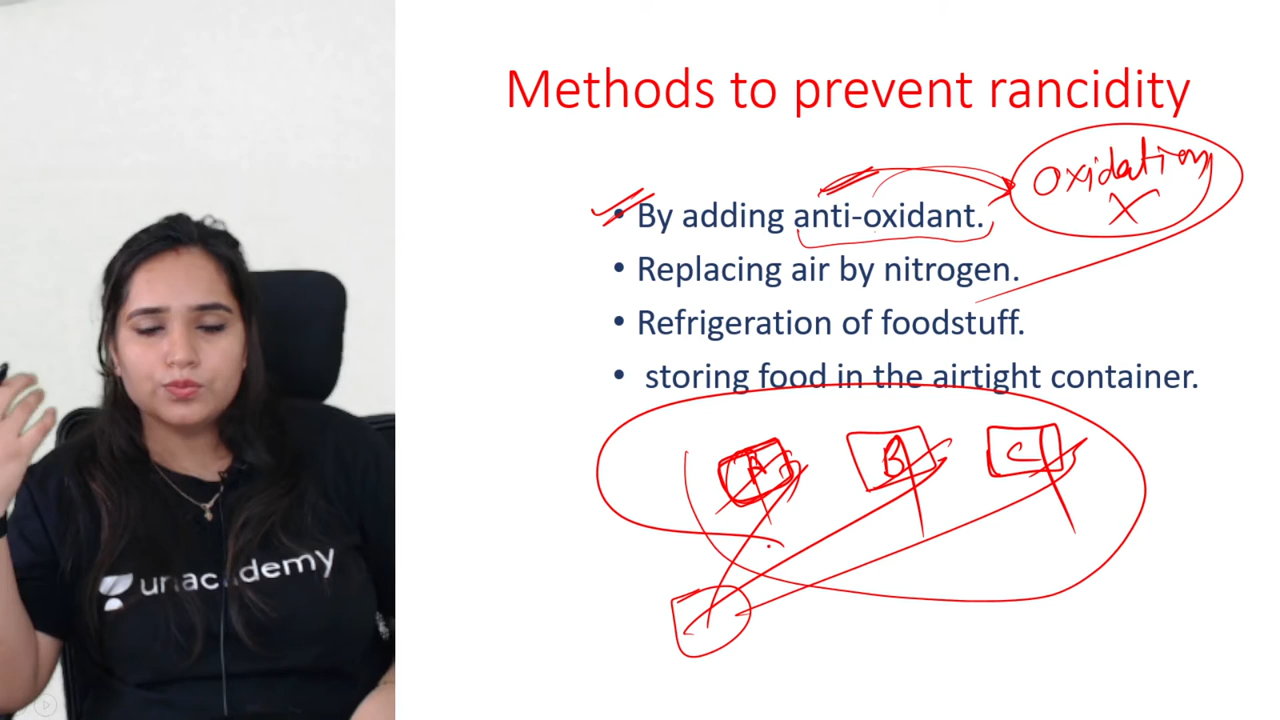 Methods to prevent rancidity
Oxidation
X
• By adding anti-oxidant.
• Replacing air by nitrogen.
• Refrigeration of foodstuff.
• storing food in the airtight container.
A B C
unacademy